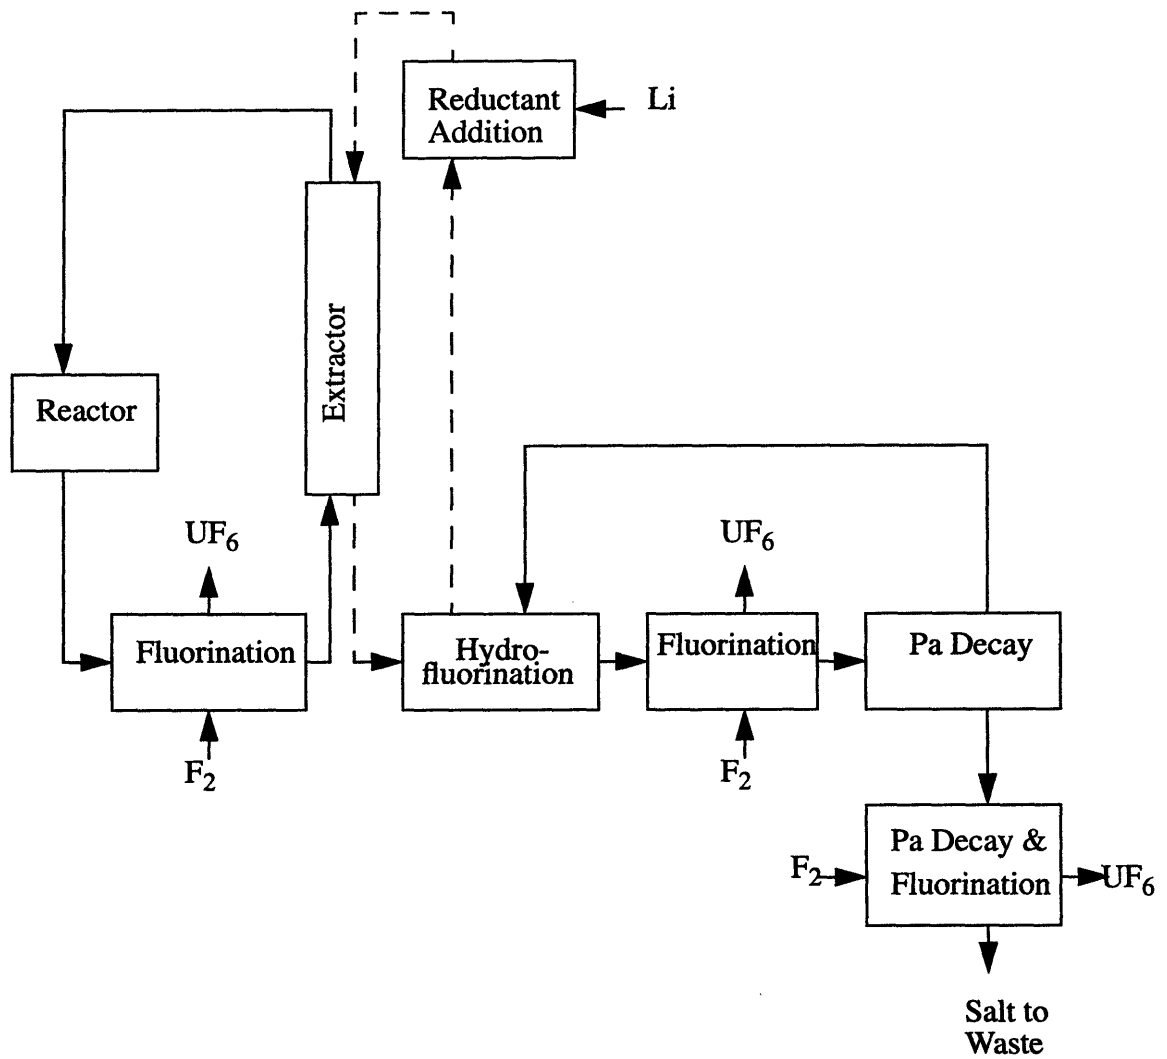 Reductant
Addition
Li
Extractor
Reactor
UF6
UF6
Fluorination
Hydro-
fluorination
Fluorination
Pa Decay
F2
F2
Pa Decay &
Fluorination
F2
UF6
Salt to
Waste